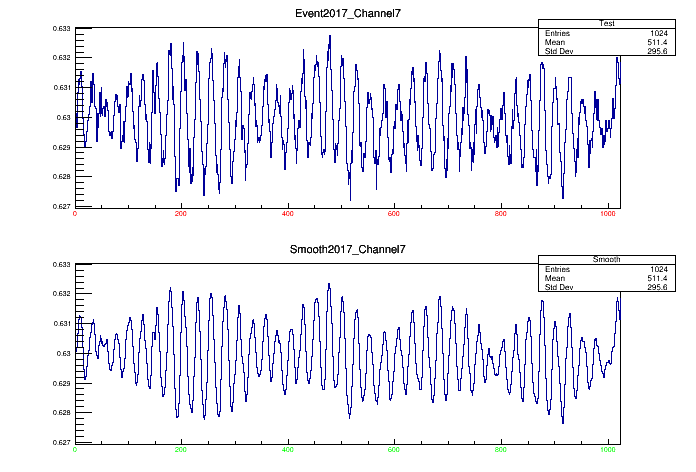 Event2017_Channel7
Test
Entries 1024
Mean 511.4
Std Dev 295.6
0.633
0.632
0.631
0.63
0.629
0.628
0.627
0 200 400 600 800 1000
Smooth2017_Channel7
Smooth
Entries 1024
Mean 511.4
Std Dev 295.6
0.633
0.632
0.631
0.63
0.629
0.628
0.627
0 200 400 600 800 1000